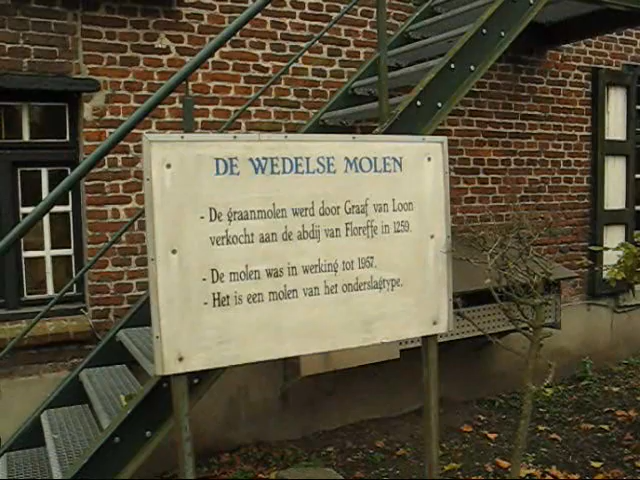 DE WEDELSE MOLEN
- De graanmolen werd door Graaf van Loon
verkocht aan de abdij van Floreffe in 1259.
- De molen was in werking tot 1957.
- Het is een molen van het onderslagtype.